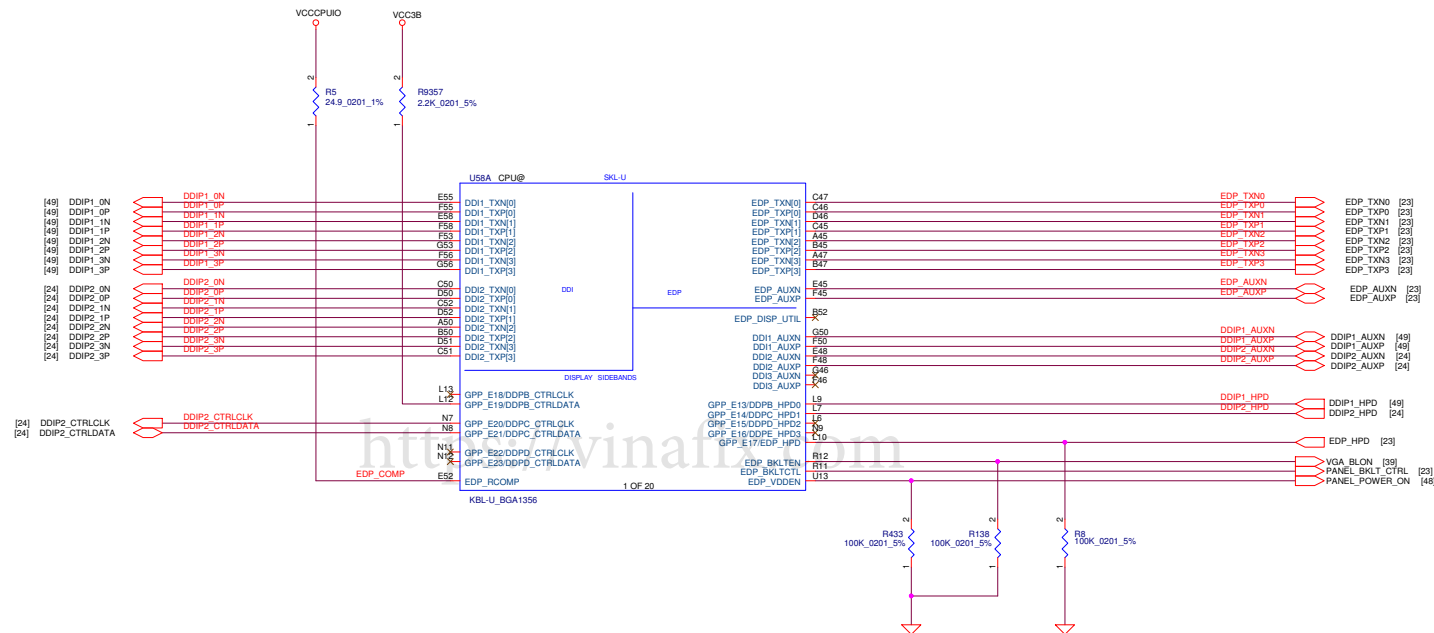 VCCCPUIO
VCC3B
2
R5
24.9_0201_1%
1
2
R9357
2.2K_0201_5%
1
U58A CPU@ SKL-U
[49] DDIP1_0N DDIP1_0N E55 DDI1_TXN[0]
[49] DDIP1_0P DDIP1_0P F55 DDI1_TXP[0]
[49] DDIP1_1N DDIP1_1N E58 DDI1_TXN[1]
[49] DDIP1_1P DDIP1_1P F58 DDI1_TXP[1]
[49] DDIP1_2N DDIP1_2N F53 DDI1_TXN[2]
[49] DDIP1_2P DDIP1_2P G53 DDI1_TXP[2]
[49] DDIP1_3N DDIP1_3N F56 DDI1_TXN[3]
[49] DDIP1_3P DDIP1_3P G56 DDI1_TXP[3]
[24] DDIP2_0N DDIP2_0N C50 DDI2_TXN[0]
[24] DDIP2_0P DDIP2_0P D50 DDI2_TXP[0]
[24] DDIP2_1N DDIP2_1N C52 DDI2_TXN[1]
[24] DDIP2_1P DDIP2_1P D52 DDI2_TXP[1]
[24] DDIP2_2N DDIP2_2N A50 DDI2_TXN[2]
[24] DDIP2_2P DDIP2_2P B50 DDI2_TXP[2]
[24] DDIP2_3N DDIP2_3N D51 DDI2_TXN[3]
[24] DDIP2_3P DDIP2_3P C51 DDI2_TXP[3]
DDI
EDP
DISPLAY SIDEBANDS
L13 GPP_E18/DDPB_CTRLCLK
L12 GPP_E19/DDPB_CTRLDATA
[24] DDIP2_CTRLCLK DDIP2_CTRLCLK N7 GPP_E20/DDPC_CTRLCLK
[24] DDIP2_CTRLDATA DDIP2_CTRLDATA N8 GPP_E21/DDPC_CTRLDATA
N11 GPP_E22/DDPD_CTRLCLK
N12 GPP_E23/DDPD_CTRLDATA
EDP_COMP E52 EDP_RCOMP
EDP_TXN[0] C47 EDP_TXN0 EDP_TXN0 [23]
EDP_TXP[0] C46 EDP_TXP0 EDP_TXP0 [23]
EDP_TXN[1] D46 EDP_TXN1 EDP_TXN1 [23]
EDP_TXP[1] C45 EDP_TXP1 EDP_TXP1 [23]
EDP_TXN[2] A45 EDP_TXN2 EDP_TXN2 [23]
EDP_TXP[2] B45 EDP_TXP2 EDP_TXP2 [23]
EDP_TXN[3] A47 EDP_TXN3 EDP_TXN3 [23]
EDP_TXP[3] B47 EDP_TXP3 EDP_TXP3 [23]
EDP_AUXN E45 EDP_AUXN EDP_AUXN [23]
EDP_AUXP F45 EDP_AUXP EDP_AUXP [23]
EDP_DISP_UTIL B52
DDI1_AUXN G50 DDIP1_AUXN DDIP1_AUXN [49]
DDI1_AUXP F50 DDIP1_AUXP DDIP1_AUXP [49]
DDI2_AUXN E48 DDIP2_AUXN DDIP2_AUXN [24]
DDI2_AUXP F48 DDIP2_AUXP DDIP2_AUXP [24]
DDI3_AUXN G46
DDI3_AUXP F46
GPP_E13/DDPB_HPD0 L9 DDIP1_HPD DDIP1_HPD [49]
GPP_E14/DDPC_HPD1 L7 DDIP2_HPD DDIP2_HPD [24]
GPP_E15/DDPD_HPD2 L6
GPP_E16/DDPE_HPD3 N9
GPP_E17/EDP_HPD L10 EDP_HPD [23]
EDP_BKLTEN R12 VGA_BLON [39]
EDP_BKLTCTL R11 PANEL_BKLT_CTRL [23]
EDP_VDDEN U13 PANEL_POWER_ON [48]
1 OF 20
KBL-U_BGA1356
https://vinafix.com
2
R433
100K_0201_5%
1
2
R138
100K_0201_5%
1
2
R8
100K_0201_5%
1